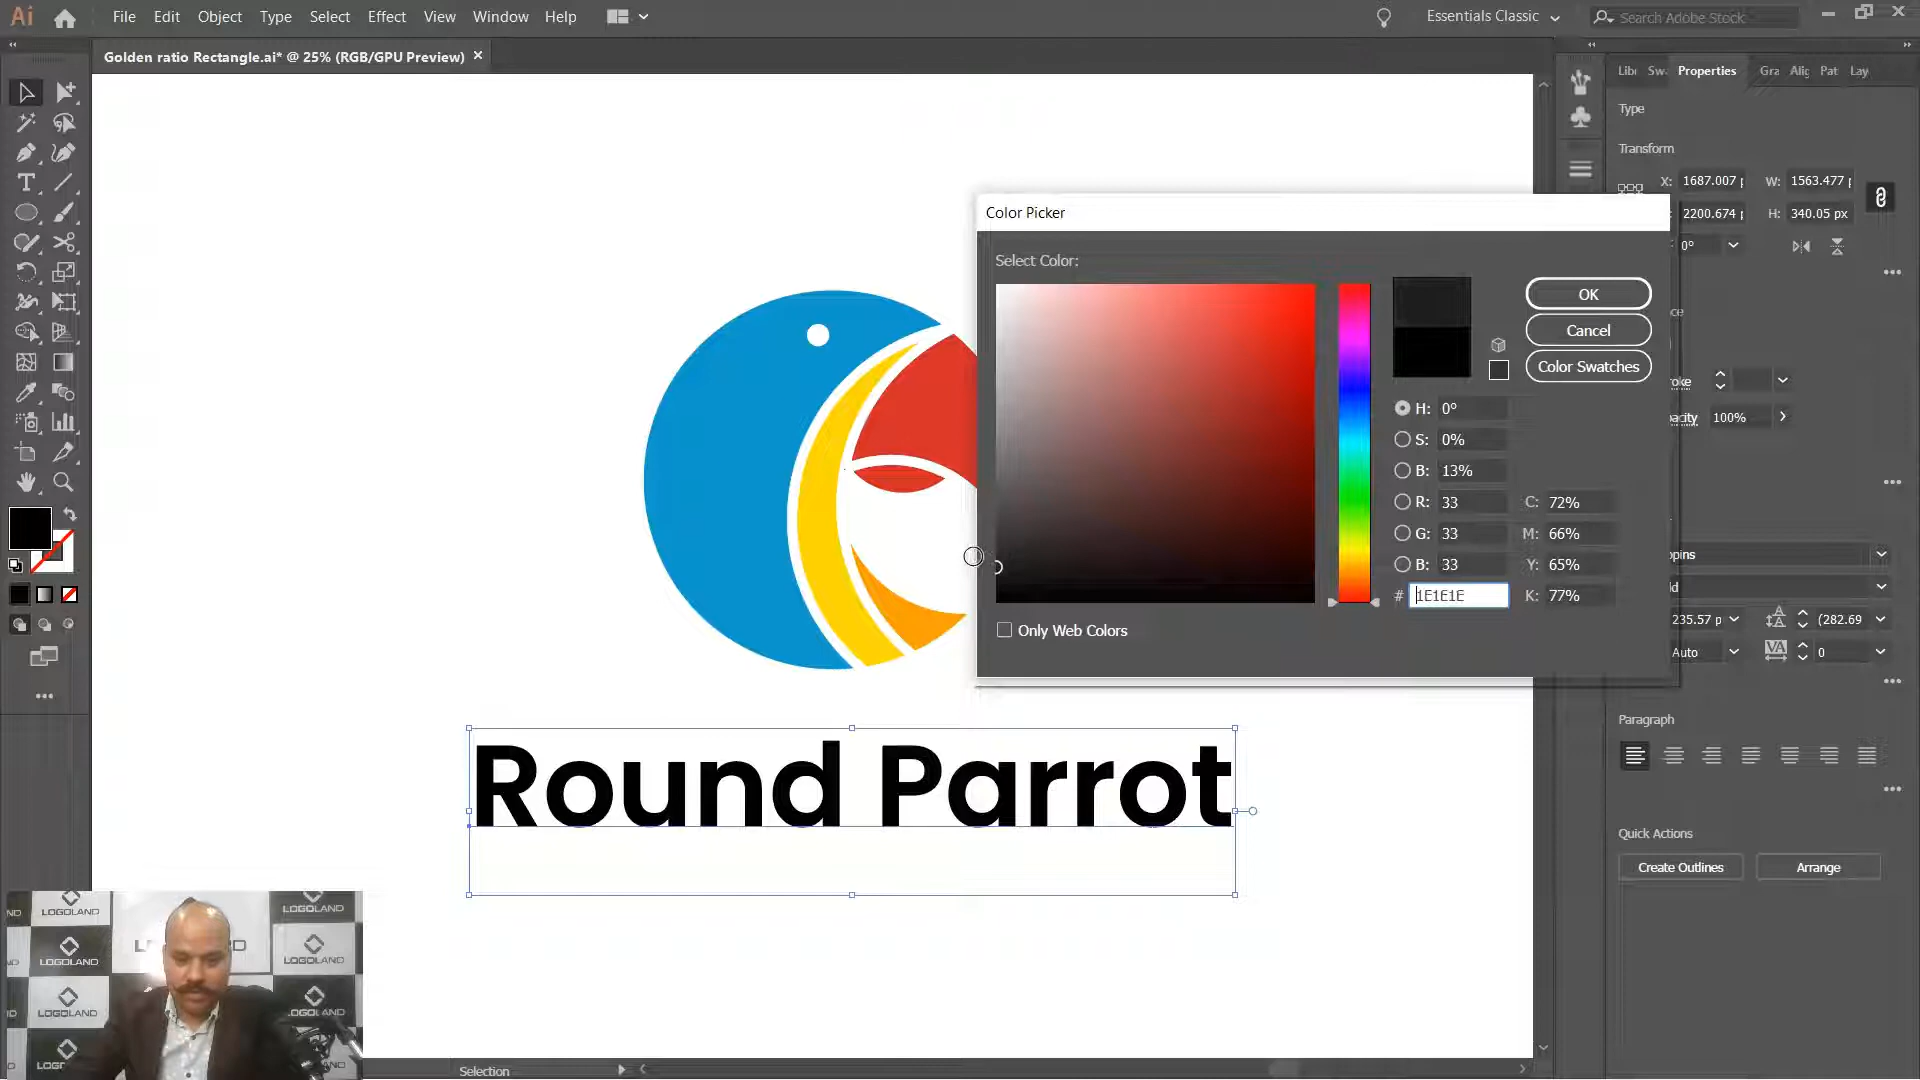 Ai File Edit Object Type Select Effect View Window Help Essentials Classic Search Adobe Stock
Golden ratio Rectangle.ai* @ 25% (RGB/GPU Preview) ×
Properties Gra Pat Lay
Type
Transform
X: 1687.007 W: 1563.477
2200.674 H: 340.05 px
0°
Color Picker
Select Color:
OK
Cancel
Color Swatches
H: 0°
S: 0%
B: 13%
R: 33 C: 72%
G: 33 M: 66%
B: 33 Y: 65%
# 1E1E1E K: 77%
Only Web Colors
roke
acity 100%
235.57 p (282.69
Auto VA 0
Paragraph
Quick Actions
Create Outlines Arrange
Round Parrot
LOGOLAND LOGOLAND
LOGOLAND LOGOLAND
LOGOLAND
Selection